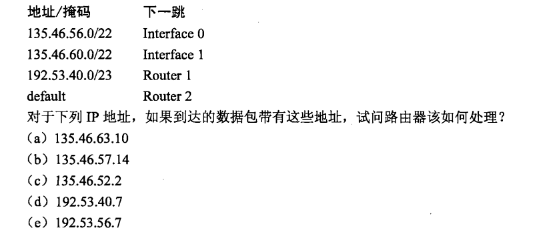 地址/掩码 下一跳
135.46.56.0/22 Interface 0
135.46.60.0/22 Interface 1
192.53.40.0/23 Router 1
default Router 2
对于下列 IP 地址，如果到达的数据包带有这些地址，试问路由器该如何处理？
（a）135.46.63.10
（b）135.46.57.14
（c）135.46.52.2
（d）192.53.40.7
（e）192.53.56.7